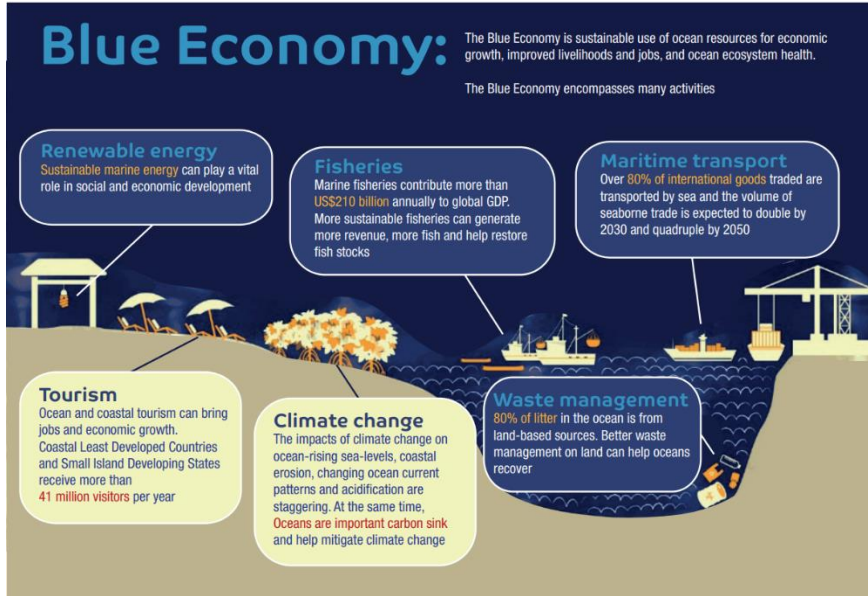 Blue Economy:
The Blue Economy is sustainable use of ocean resources for economic
growth, improved livelihoods and jobs, and ocean ecosystem health.
The Blue Economy encompasses many activities
Renewable energy
Sustainable marine energy can play a vital
role in social and economic development
Fisheries
Marine fisheries contribute more than
US$210 billion annually to global GDP.
More sustainable fisheries can generate
more revenue, more fish and help restore
fish stocks
Maritime transport
Over 80% of international goods traded are
transported by sea and the volume of
seaborne trade is expected to double by
2030 and quadruple by 2050
Tourism
Ocean and coastal tourism can bring
jobs and economic growth.
Coastal Least Developed Countries
and Small Island Developing States
receive more than
41 million visitors per year
Climate change
The impacts of climate change on
ocean-rising sea-levels, coastal
erosion, changing ocean current
patterns and acidification are
staggering. At the same time,
Oceans are important carbon sink
and help mitigate climate change
Waste management
80% of litter in the ocean is from
land-based sources. Better waste
management on land can help oceans
recover